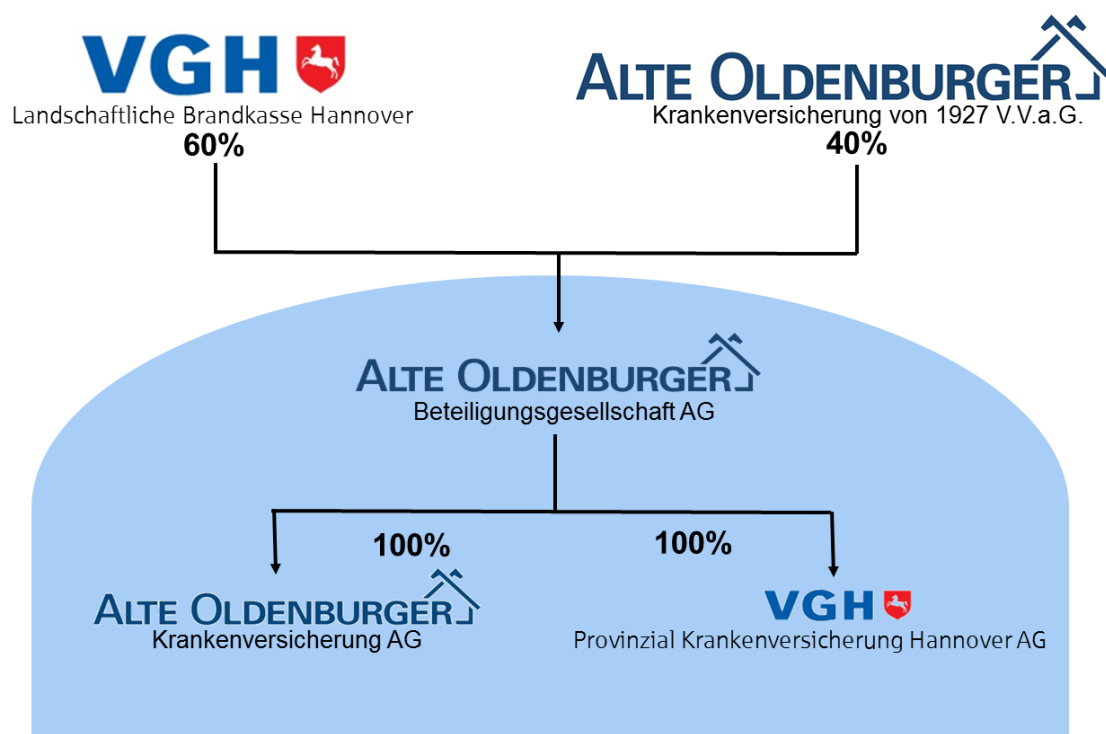 VGH
Landschaftliche Brandkasse Hannover
60%
ALTE OLDENBURGER
Krankenversicherung von 1927 V.V.a.G.
40%
ALTE OLDENBURGER
Beteiligungsgesellschaft AG
100%
100%
ALTE OLDENBURGER
Krankenversicherung AG
VGH
Provinzial Krankenversicherung Hannover AG